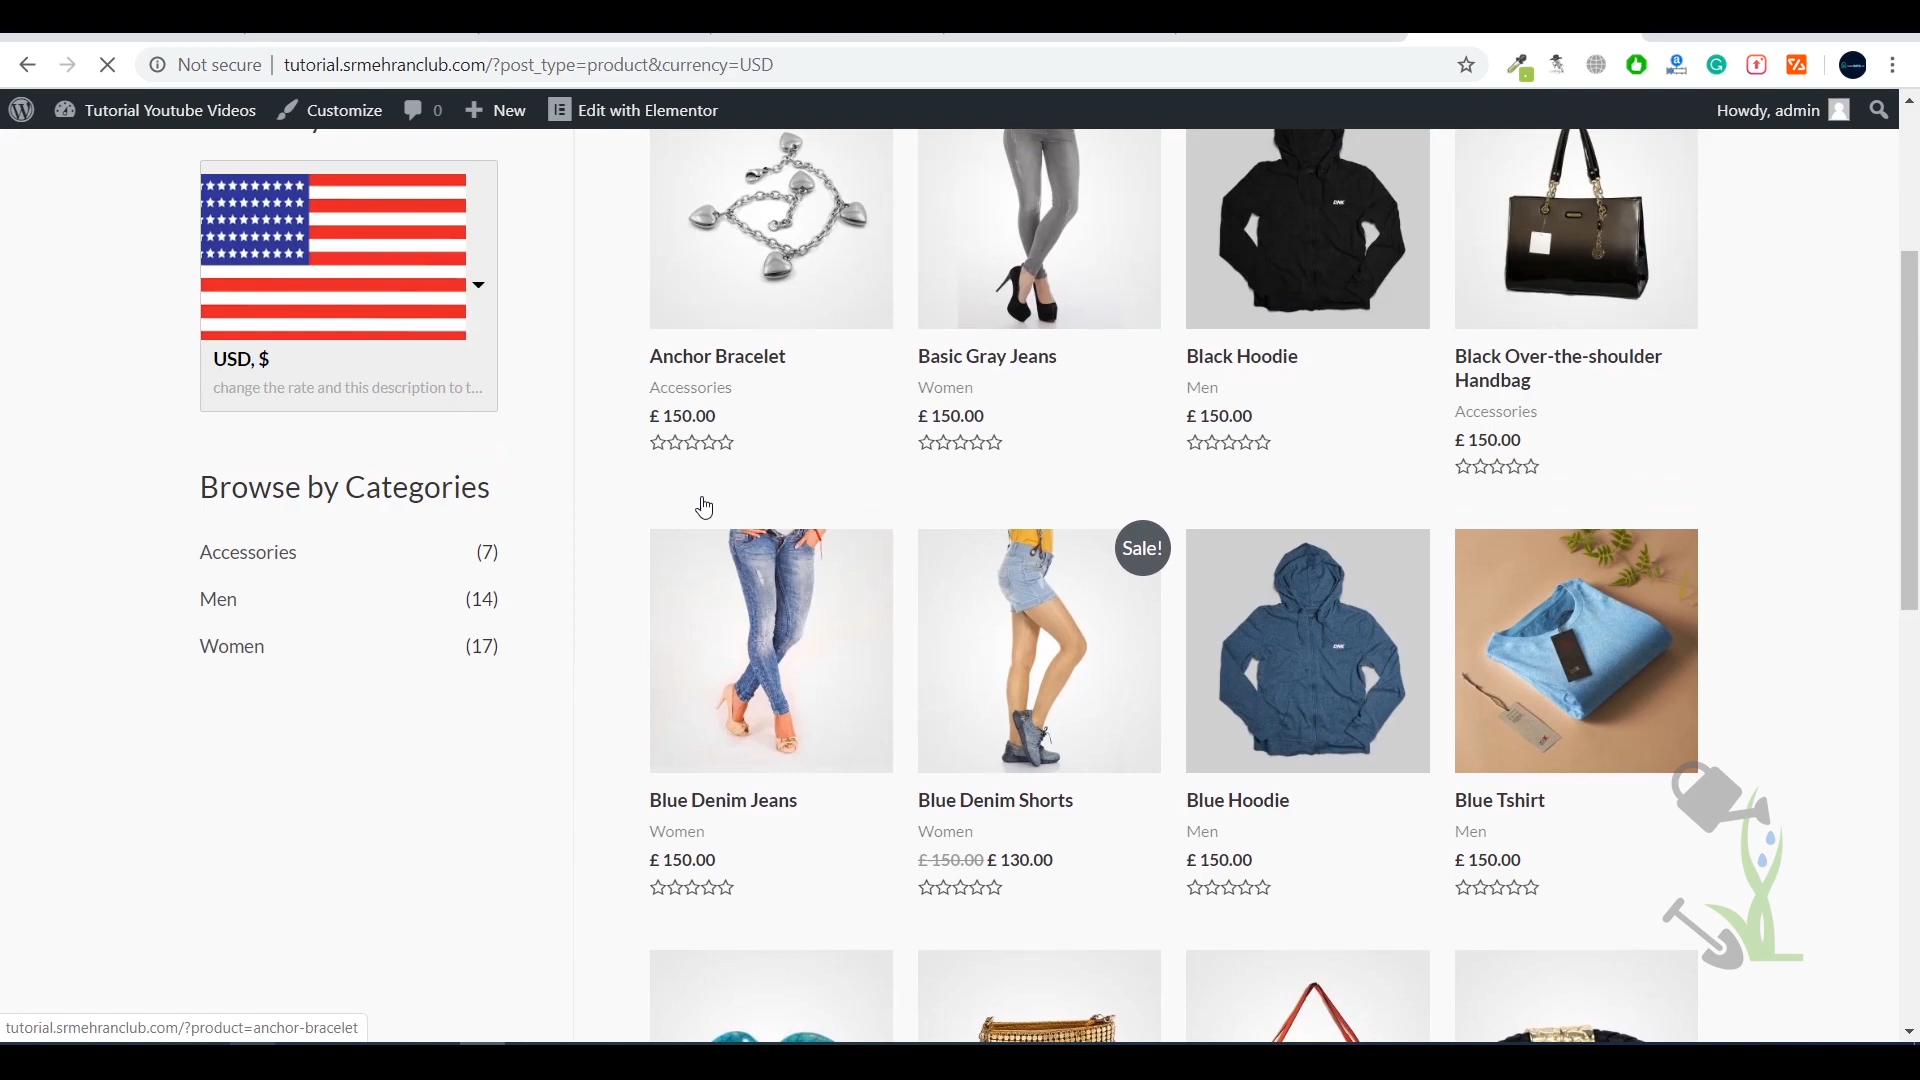 Not secure | tutorial.srmehranclub.com/?post_type=product&currency=USD
Tutorial Youtube Videos Customize 0 New Edit with Elementor Howdy, admin
USD, $
change the rate and this description to t...
Browse by Categories
Accessories (7)
Men (14)
Women (17)
Anchor Bracelet
Accessories
£ 150.00
Basic Gray Jeans
Women
£ 150.00
Black Hoodie
Men
£ 150.00
Black Over-the-shoulder
Handbag
Accessories
£ 150.00
Blue Denim Jeans
Women
£ 150.00
Sale!
Blue Denim Shorts
Women
£ 150.00 £ 130.00
Blue Hoodie
Men
£ 150.00
Blue Tshirt
Men
£ 150.00
tutorial.srmehranclub.com/?product=anchor-bracelet